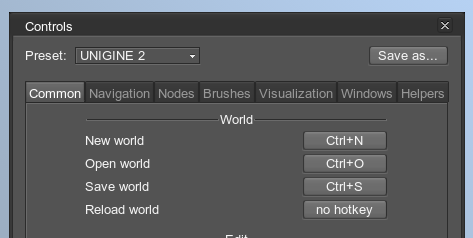 Controls
Preset: UNIGINE 2 Save as...
Common Navigation Nodes Brushes Visualization Windows Helpers
World
New world Ctrl+N
Open world Ctrl+O
Save world Ctrl+S
Reload world no hotkey
Edit